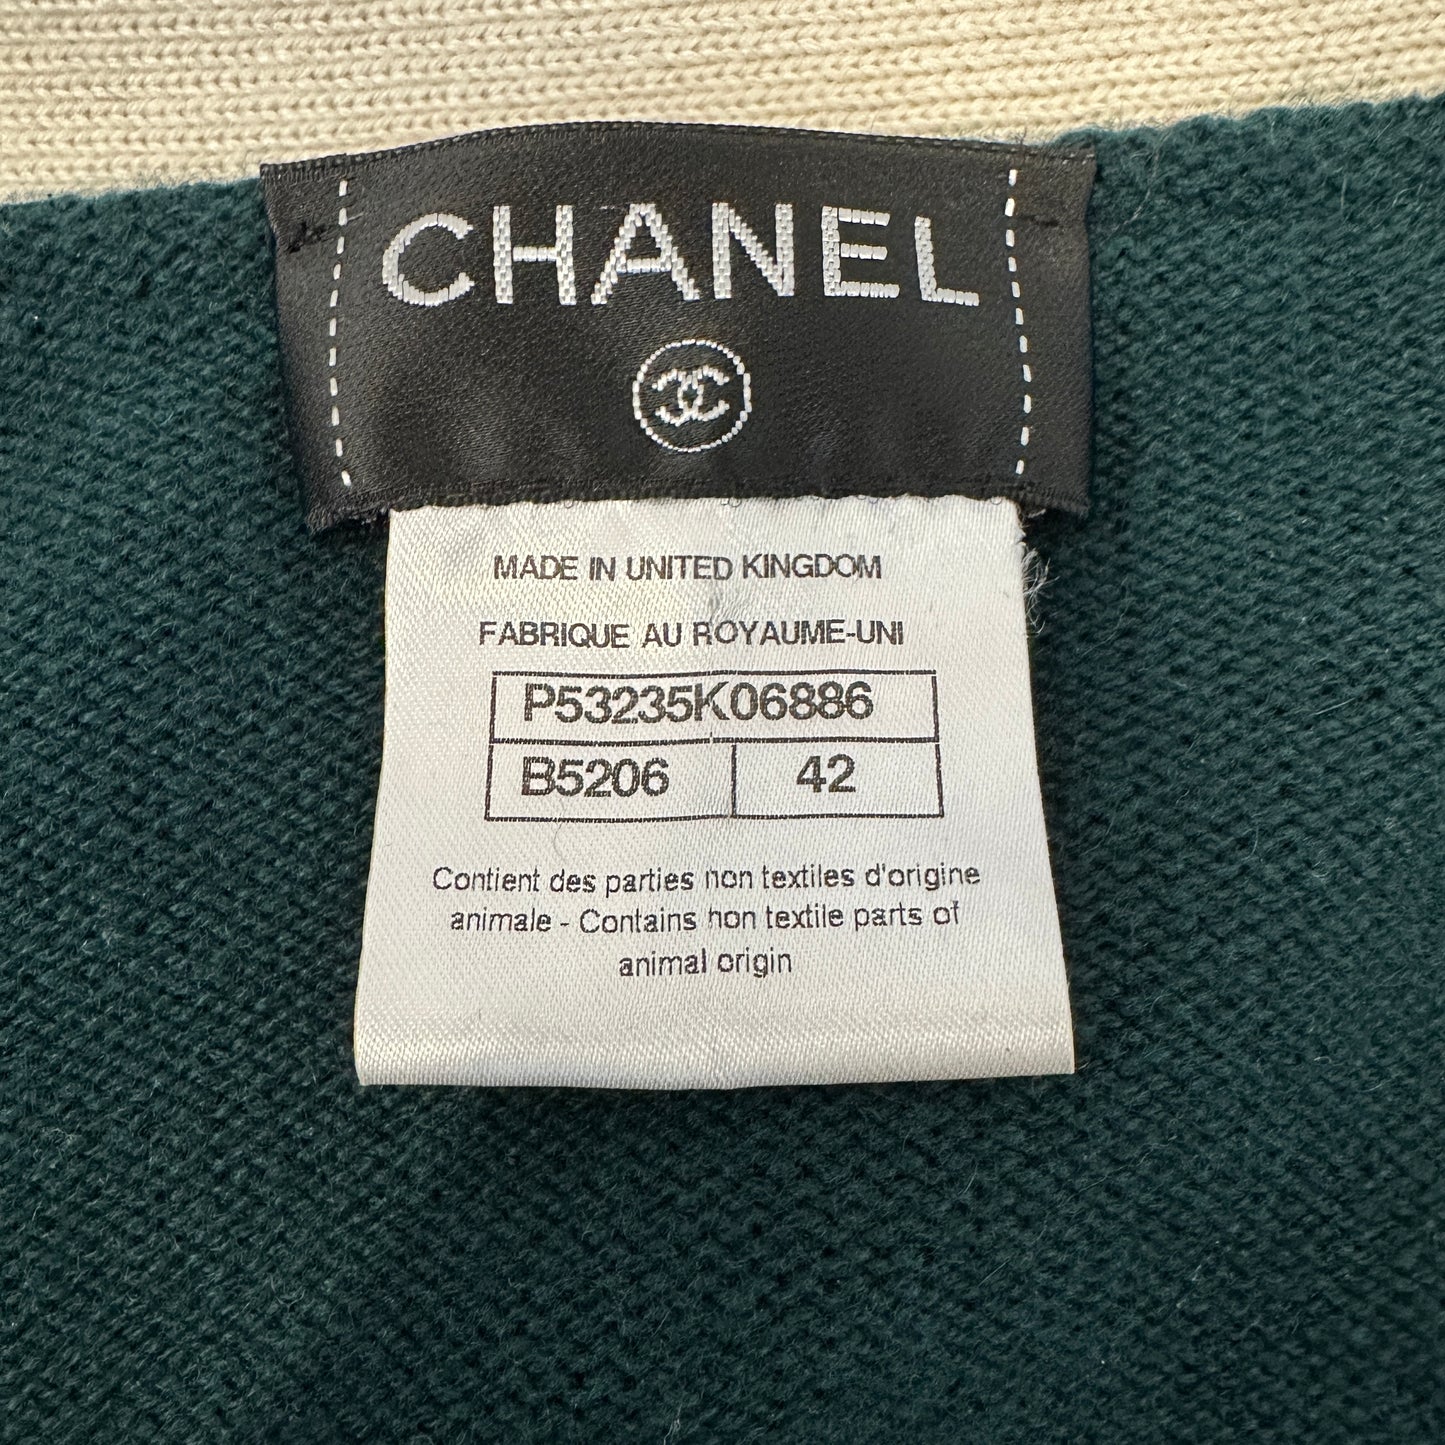 CHANEL
MADE IN UNITED KINGDOM
FABRIQUE AU ROYAUME-UNI
P53235K06886
B5206 42
Contient des parties non textiles d'origine
animale - Contains non textile parts of
animal origin